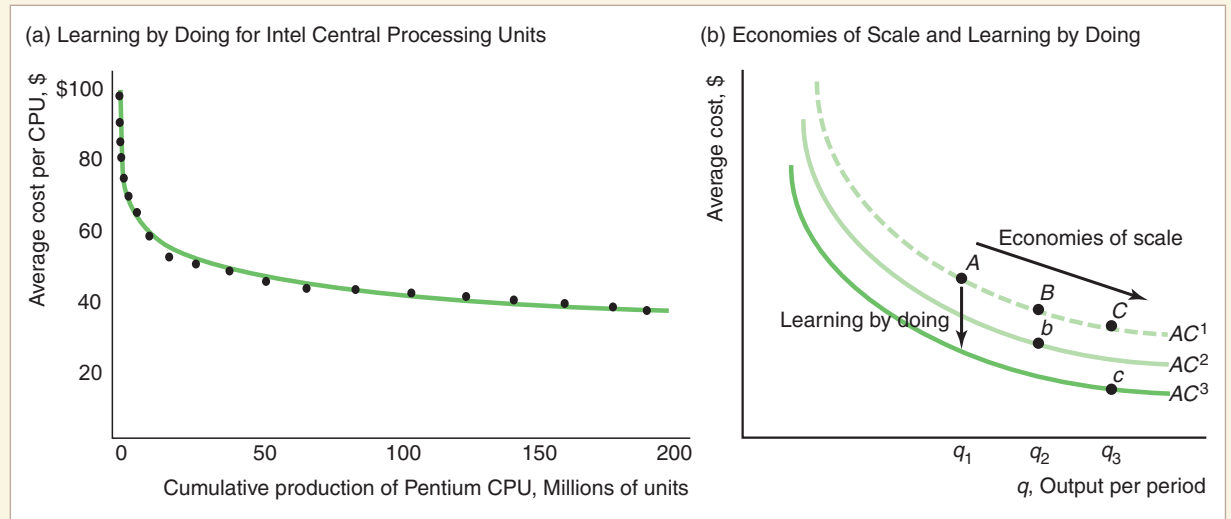 (a) Learning by Doing for Intel Central Processing Units
Average cost per CPU, $
$100
80
60
40
20
0
50
100
150
200
Cumulative production of Pentium CPU, Millions of units
(b) Economies of Scale and Learning by Doing
Average cost, $
Economies of scale
A
B
C
Learning by doing
b
c
AC¹
AC²
AC³
q₁
q₂
q₃
q, Output per period